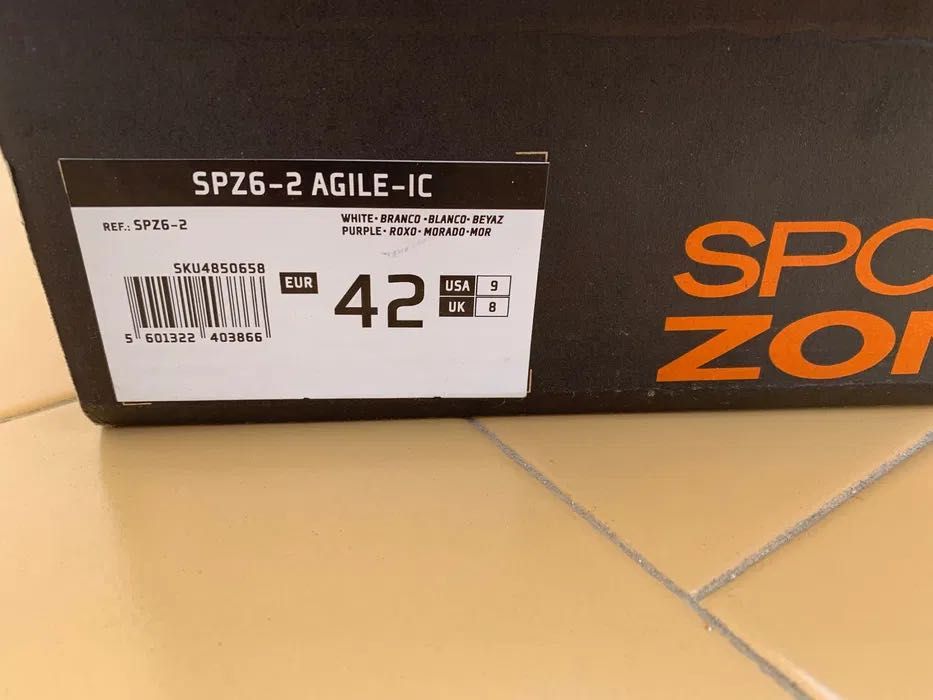 SPZ6-2 AGILE-IC
REF.: SPZ6-2
WHITE· BRANCO ·BLANCO· BEYAZ
PURPLE· ROXO· MORADO·MOR
SKU4850658
5 601322 403866
EUR 42
USA 9
UK 8
SPO
ZON